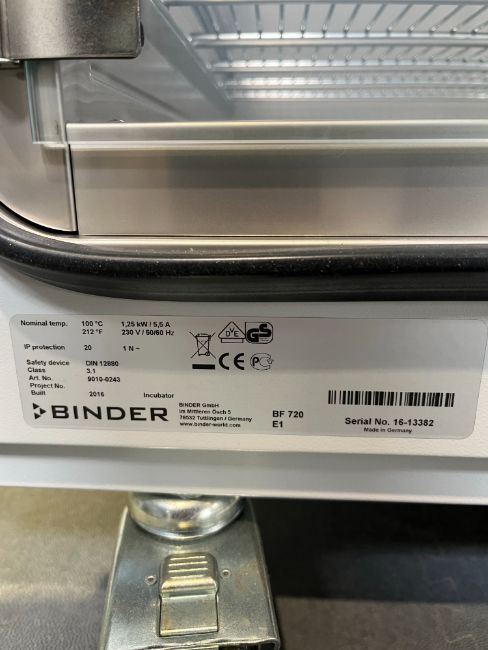 Nominal temp. 100 °C 1,25 kW / 5,5 A
212 °F 230 V / 50/60 Hz
IP protection 20 1 N ~
Safety device DIN 12880
Class 3.1
Art. No. 9010-0243
Project No.
Built 2016 Incubator
DVE GS
CE
BINDER
BINDER GmbH
Im Mittleren Ösch 5
78532 Tuttlingen / Germany
www.binder-world.com
BF 720
E1
Serial No. 16-13382
Made in Germany